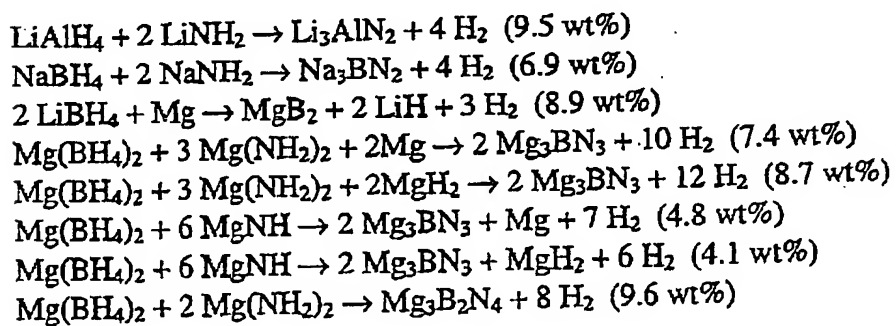 LiAlH₄ + 2 LiNH₂ → Li₃AlN₂ + 4 H₂ (9.5 wt%)
NaBH₄ + 2 NaNH₂ → Na₃BN₂ + 4 H₂ (6.9 wt%)
2 LiBH₄ + Mg → MgB₂ + 2 LiH + 3 H₂ (8.9 wt%)
Mg(BH₄)₂ + 3 Mg(NH₂)₂ + 2Mg → 2 Mg₃BN₃ + 10 H₂ (7.4 wt%)
Mg(BH₄)₂ + 3 Mg(NH₂)₂ + 2MgH₂ → 2 Mg₃BN₃ + 12 H₂ (8.7 wt%)
Mg(BH₄)₂ + 6 MgNH → 2 Mg₃BN₃ + Mg + 7 H₂ (4.8 wt%)
Mg(BH₄)₂ + 6 MgNH → 2 Mg₃BN₃ + MgH₂ + 6 H₂ (4.1 wt%)
Mg(BH₄)₂ + 2 Mg(NH₂)₂ → Mg₃B₂N₄ + 8 H₂ (9.6 wt%)